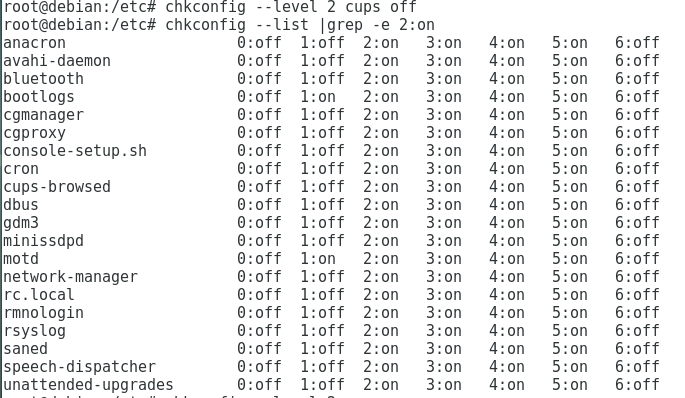 root@debian:/etc# chkconfig --level 2 cups off
root@debian:/etc# chkconfig --list |grep -e 2:on
anacron 0:off 1:off 2:on 3:on 4:on 5:on 6:off
avahi-daemon 0:off 1:off 2:on 3:on 4:on 5:on 6:off
bluetooth 0:off 1:off 2:on 3:on 4:on 5:on 6:off
bootlogs 0:off 1:on 2:on 3:on 4:on 5:on 6:off
cgmanager 0:off 1:off 2:on 3:on 4:on 5:on 6:off
cgproxy 0:off 1:off 2:on 3:on 4:on 5:on 6:off
console-setup.sh 0:off 1:off 2:on 3:on 4:on 5:on 6:off
cron 0:off 1:off 2:on 3:on 4:on 5:on 6:off
cups-browsed 0:off 1:off 2:on 3:on 4:on 5:on 6:off
dbus 0:off 1:off 2:on 3:on 4:on 5:on 6:off
gdm3 0:off 1:off 2:on 3:on 4:on 5:on 6:off
minissdpd 0:off 1:off 2:on 3:on 4:on 5:on 6:off
motd 0:off 1:on 2:on 3:on 4:on 5:on 6:off
network-manager 0:off 1:off 2:on 3:on 4:on 5:on 6:off
rc.local 0:off 1:off 2:on 3:on 4:on 5:on 6:off
rmnologin 0:off 1:off 2:on 3:on 4:on 5:on 6:off
rsyslog 0:off 1:off 2:on 3:on 4:on 5:on 6:off
saned 0:off 1:off 2:on 3:on 4:on 5:on 6:off
speech-dispatcher 0:off 1:off 2:on 3:on 4:on 5:on 6:off
unattended-upgrades 0:off 1:off 2:on 3:on 4:on 5:on 6:off